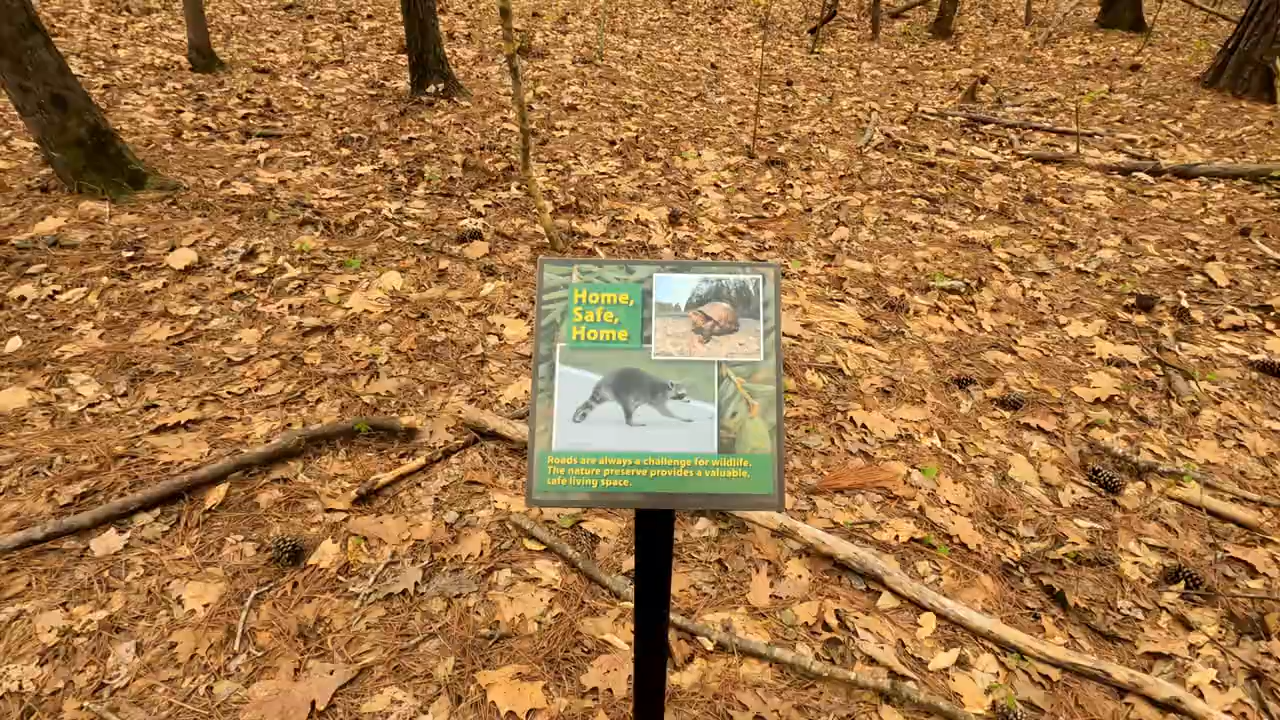 Home,
Safe,
Home
Roads are always a challenge for wildlife.
The nature preserve provides a valuable,
safe living space.